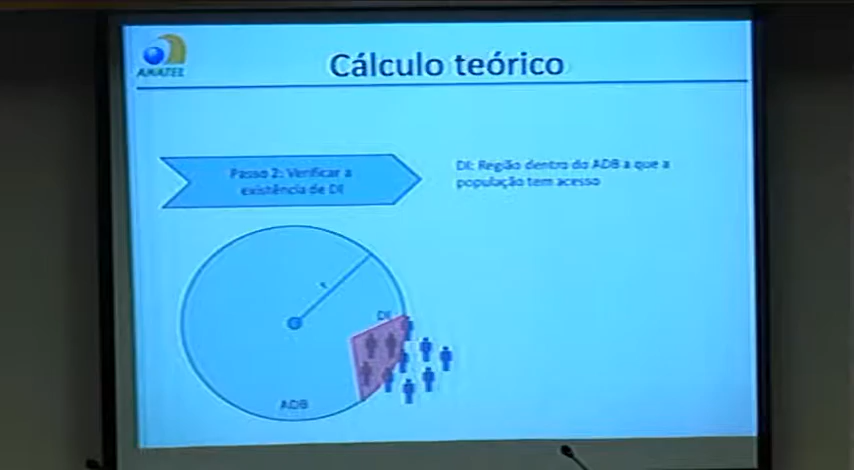 ANATEL
Cálculo teórico
Passo 2: Verificar a
existência de DI
DI: Região dentro do ADB a que a
população tem acesso
r
DI
ADB